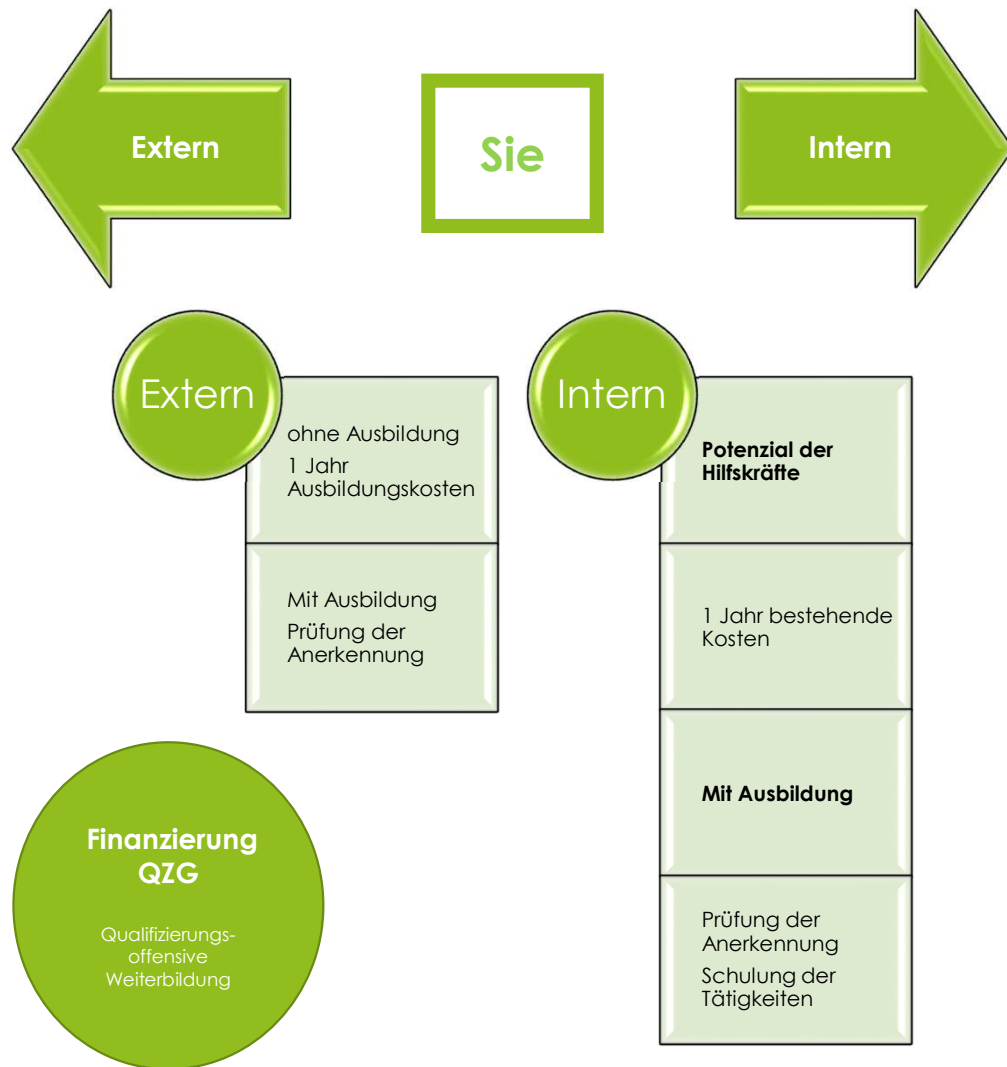 Extern
Sie
Intern
Extern
ohne Ausbildung
1 Jahr
Ausbildungskosten
Mit Ausbildung
Prüfung der
Anerkennung
Intern
Potenzial der
Hilfskräfte
1 Jahr bestehende
Kosten
Mit Ausbildung
Prüfung der
Anerkennung
Schulung der
Tätigkeiten
Finanzierung
QZG
Qualifizierungs-
offensive
Weiterbildung